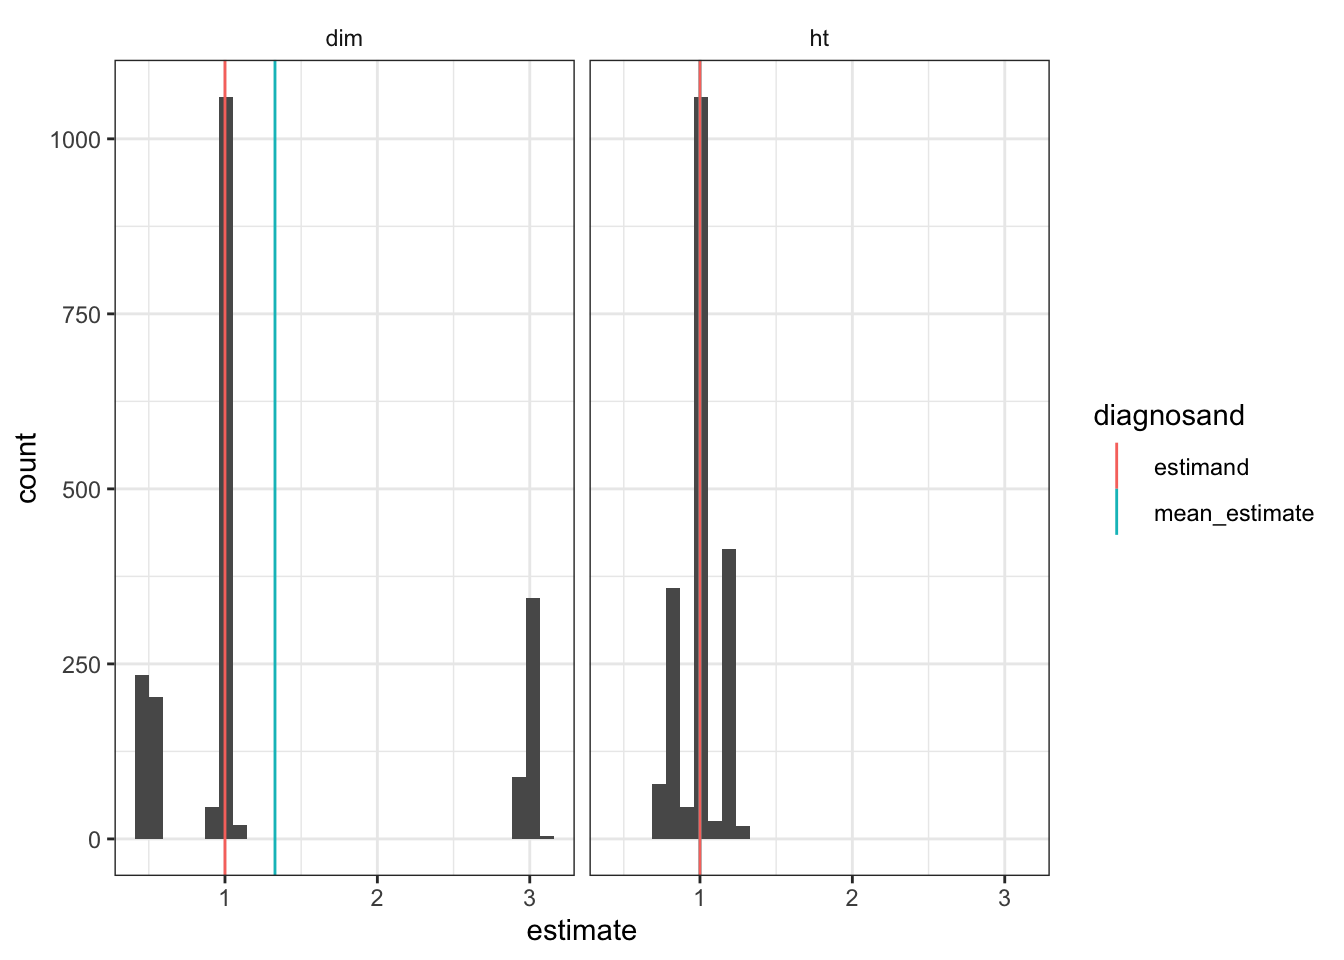 dim
ht
1000
750
500
250
0
count
1
2
3
1
2
3
estimate
diagnosand
estimand
mean_estimate